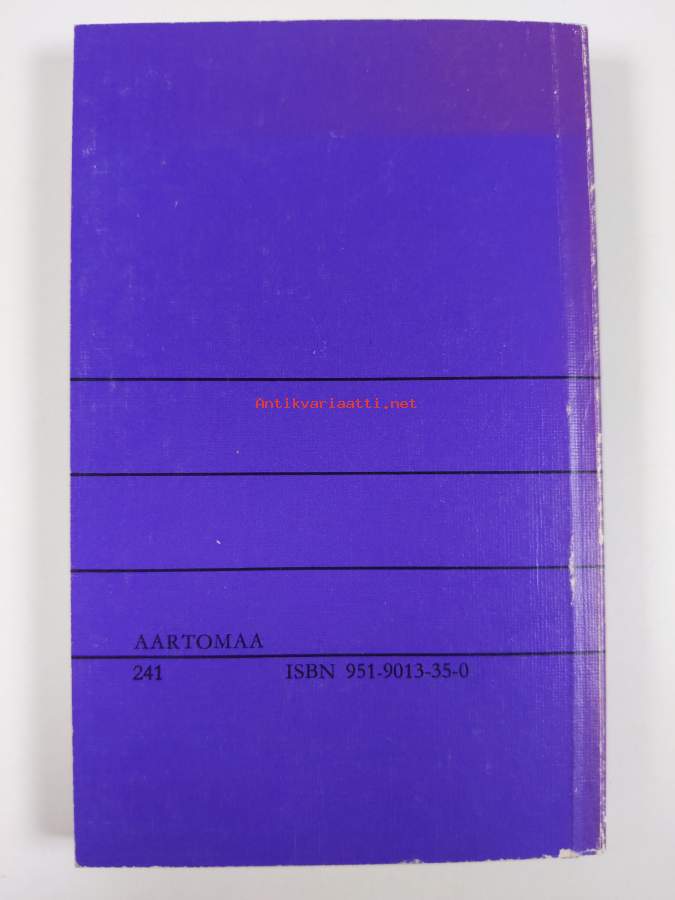 Antikvariaatti.net
AARTOMAA
241 ISBN 951-9013-35-0